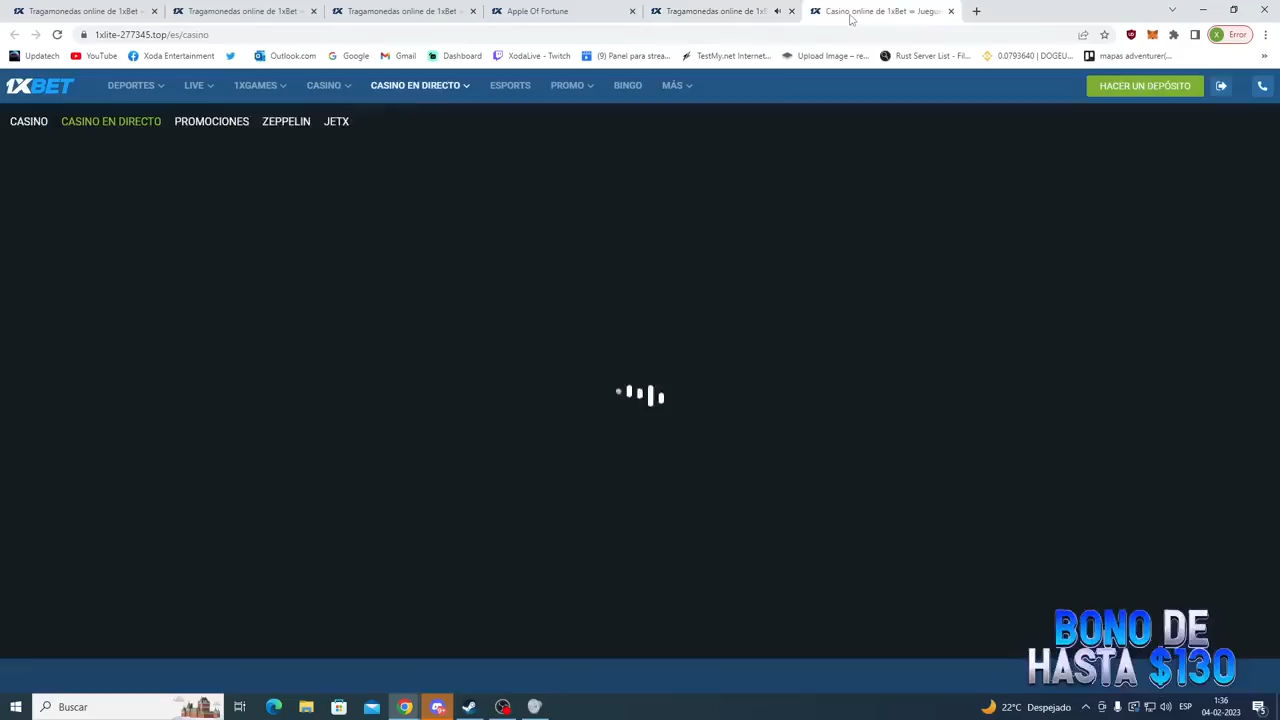 Tragamonedas online de 1xBet
Tragamonedas online de 1xBet
Tragamonedas online de 1xBet
Apple Of Fortune
Tragamonedas online de 1xB
Casino online de 1xBet
1xlite-277345.top/es/casino
Error
Updatech
YouTube
Xoda Entertainment
Outlook.com
Google
Gmail
Dashboard
XodaLive - Twitch
(9) Panel para strea...
TestMy.net Internet...
Upload Image – re...
Rust Server List - Fil...
0.0793640 | DOGEU...
mapas adventurer(...
1XBET
DEPORTES
LIVE
1XGAMES
CASINO
CASINO EN DIRECTO
ESPORTS
PROMO
BINGO
MÁS
HACER UN DEPÓSITO
CASINO
CASINO EN DIRECTO
PROMOCIONES
ZEPPELIN
JETX
BONO DE
HASTA $130
Buscar
22°C Despejado
ESP
1:36
04-02-2023
5